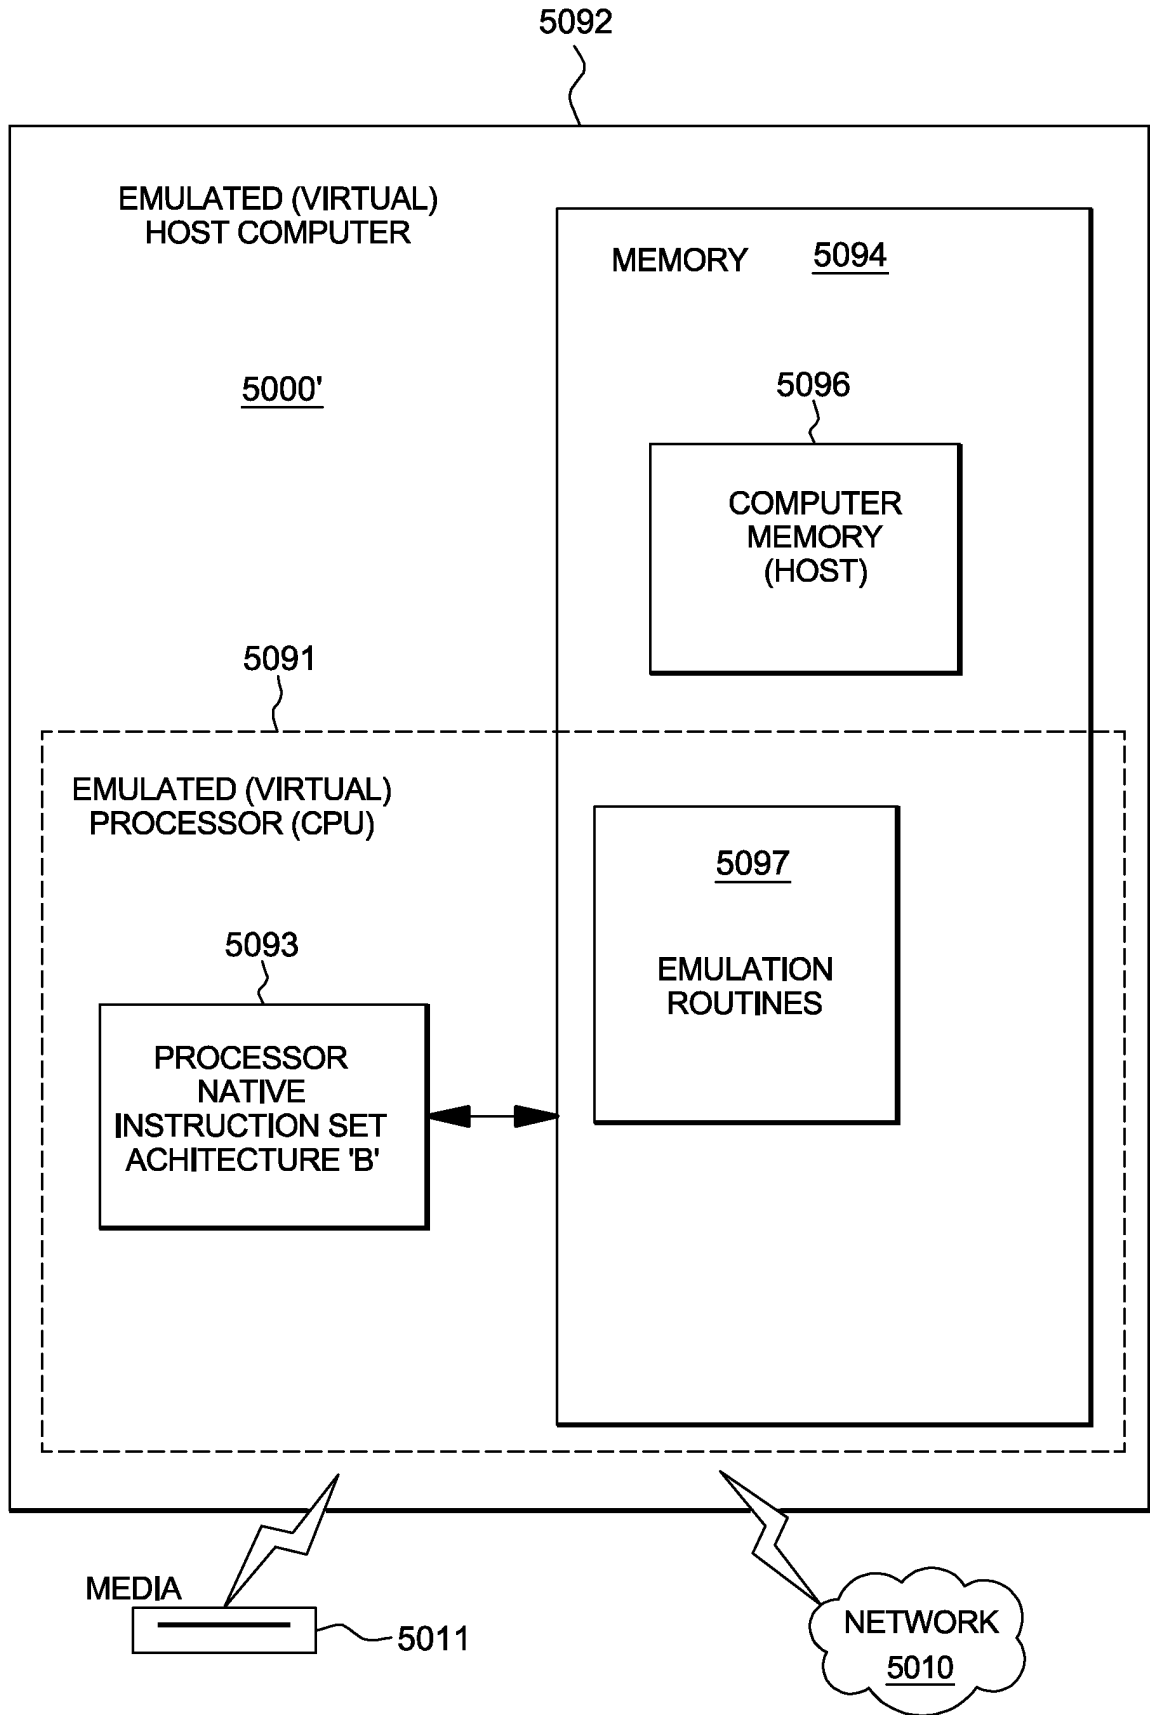 5092
EMULATED (VIRTUAL)
HOST COMPUTER
MEMORY 5094
5000'
5096
COMPUTER
MEMORY
(HOST)
5091
EMULATED (VIRTUAL)
PROCESSOR (CPU)
5097
EMULATION
ROUTINES
5093
PROCESSOR
NATIVE
INSTRUCTION SET
ACHITECTURE 'B'
MEDIA
5011
NETWORK
5010